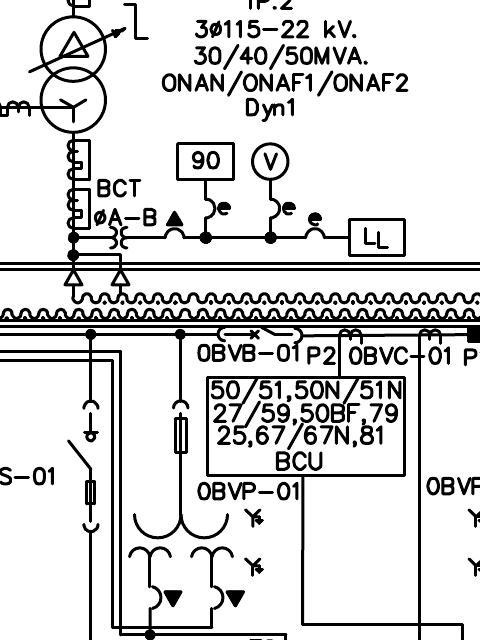 TP.2
3ø115-22 kV.
30/40/50MVA.
ONAN/ONAF1/ONAF2
Dyn1
BCT
90
V
øA-B
e
e
e
LL
0BVB-01
P2
0BVC-01
P
50/51,50N/51N
27/59,50BF,79
25,67/67N,81
BCU
S-01
0BVP-01
0BVP